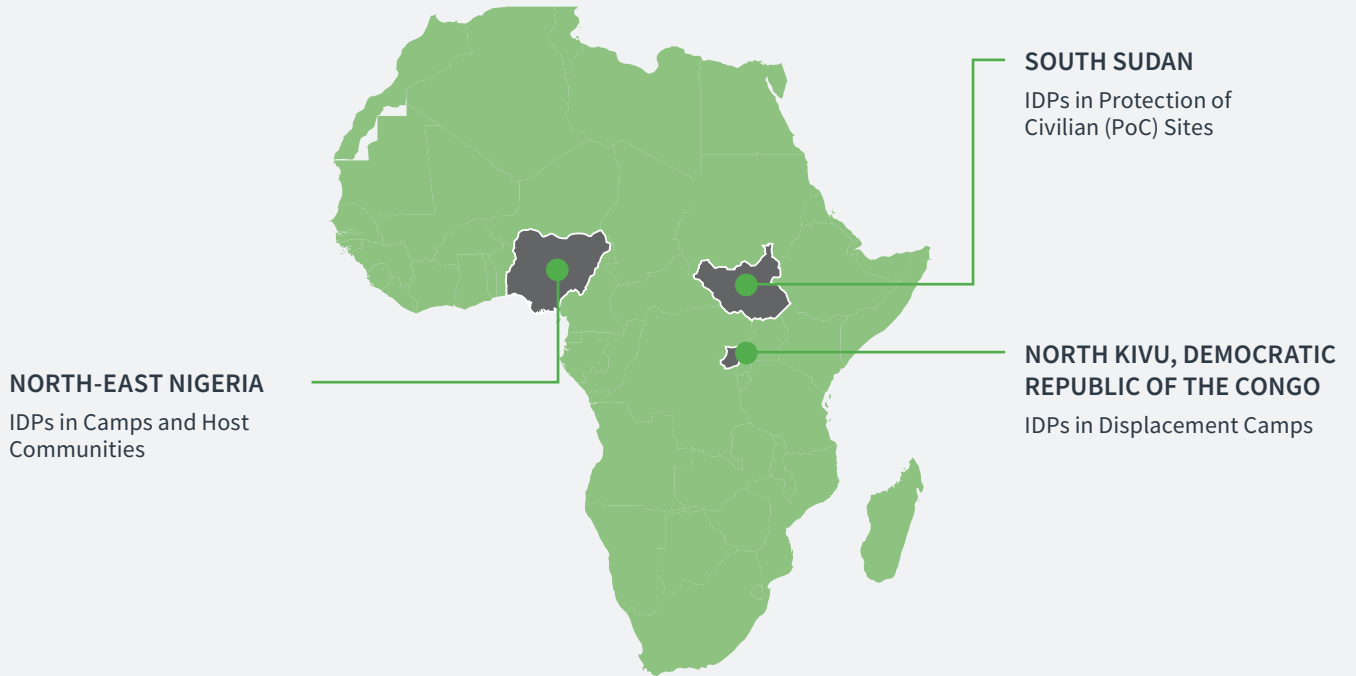 SOUTH SUDAN
IDPs in Protection of
Civilian (PoC) Sites
NORTH KIVU, DEMOCRATIC
REPUBLIC OF THE CONGO
IDPs in Displacement Camps
NORTH-EAST NIGERIA
IDPs in Camps and Host
Communities